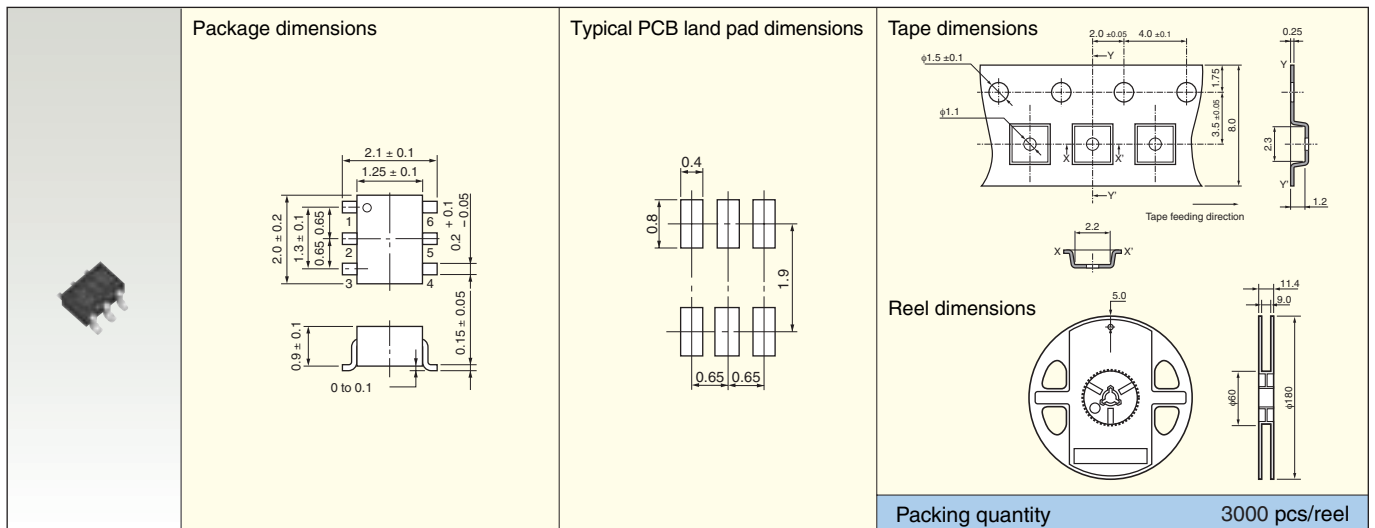 Package dimensions
2.1 ± 0.1
1.25 ± 0.1
2.0 ± 0.2
1.3 ± 0.1
0.65 0.65
1
2
3
6
5
4
0.2 + 0.1 − 0.05
0.9 ± 0.1
0.15 ± 0.05
0 to 0.1
Typical PCB land pad dimensions
0.4
0.8
1.9
0.65 0.65
Tape dimensions
2.0 ±0.05
4.0 ±0.1
0.25
φ1.5 ±0.1
Y
Y
1.75
φ1.1
3.5 ±0.05
8.0
2.3
X
X'
Y'
Y'
1.2
Tape feeding direction
2.2
X
X'
Reel dimensions
11.4
5.0
9.0
φ60
φ180
Packing quantity 3000 pcs/reel